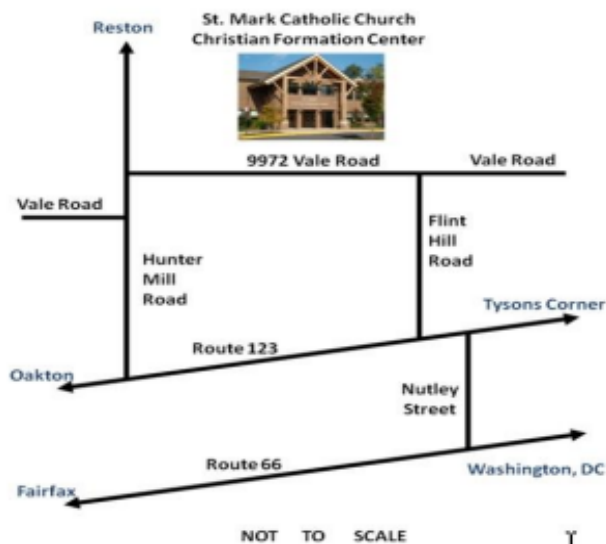 St. Mark Catholic Church
Christian Formation Center
Reston
9972 Vale Road
Vale Road
Vale Road
Flint
Hill
Road
Hunter
Mill
Road
Tysons Corner
Route 123
Oakton
Nutley
Street
Route 66
Washington, DC
Fairfax
NOT TO SCALE